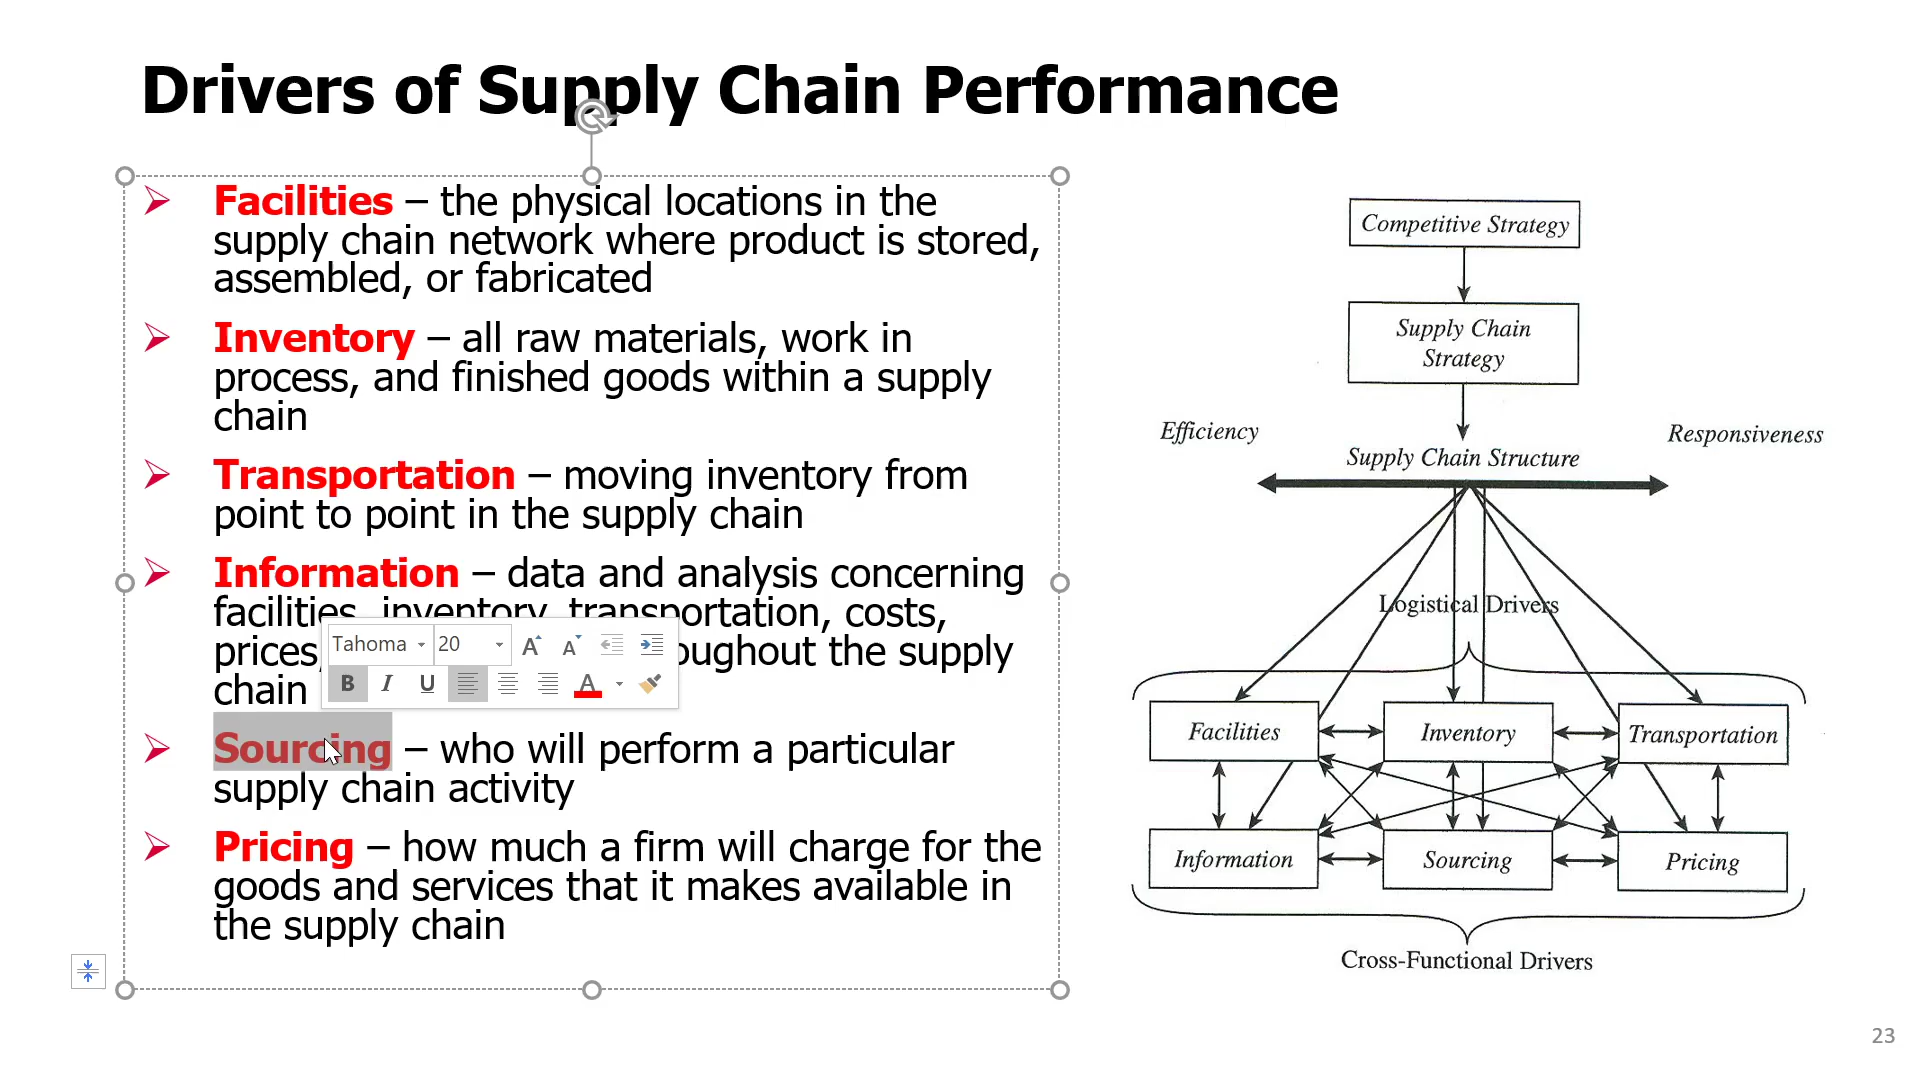 Drivers of Supply Chain Performance
Facilities – the physical locations in the
supply chain network where product is stored,
assembled, or fabricated
Inventory – all raw materials, work in
process, and finished goods within a supply
chain
Transportation – moving inventory from
point to point in the supply chain
Information – data and analysis concerning
facilities, inventory, transportation, costs,
prices, oughout the supply
chain
Tahoma 20
B I U A
Sourcing – who will perform a particular
supply chain activity
Pricing – how much a firm will charge for the
goods and services that it makes available in
the supply chain
Competitive Strategy
Supply Chain
Strategy
Efficiency
Responsiveness
Supply Chain Structure
Logistical Drivers
Facilities
Inventory
Transportation
Information
Sourcing
Pricing
Cross-Functional Drivers
23